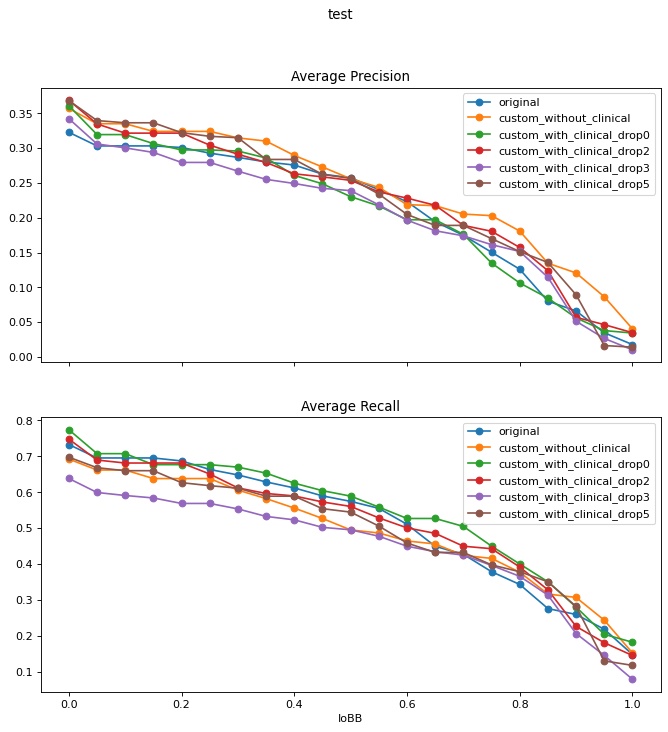 test
Average Precision
original
custom_without_clinical
custom_with_clinical_drop0
custom_with_clinical_drop2
custom_with_clinical_drop3
custom_with_clinical_drop5
0.35
0.30
0.25
0.20
0.15
0.10
0.05
0.00
Average Recall
original
custom_without_clinical
custom_with_clinical_drop0
custom_with_clinical_drop2
custom_with_clinical_drop3
custom_with_clinical_drop5
0.8
0.7
0.6
0.5
0.4
0.3
0.2
0.1
0.0 0.2 0.4 0.6 0.8 1.0
IoBB